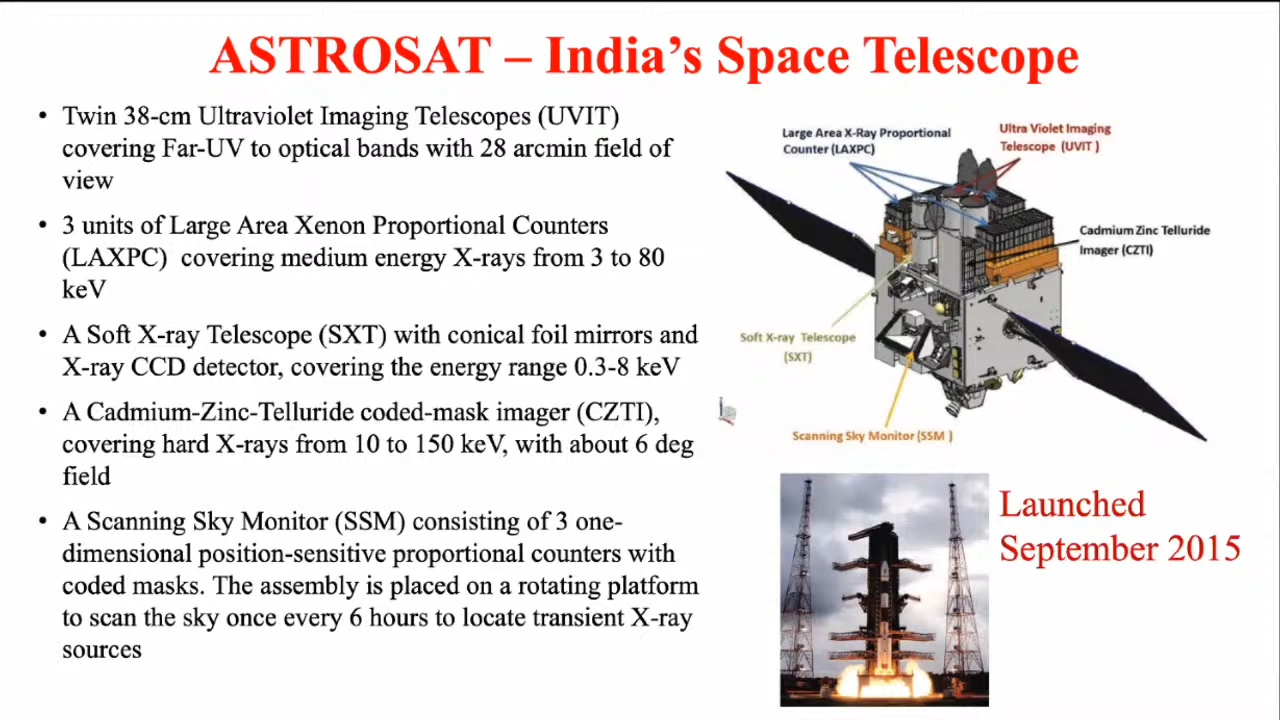 ASTROSAT – India’s Space Telescope
• Twin 38-cm Ultraviolet Imaging Telescopes (UVIT)
covering Far-UV to optical bands with 28 arcmin field of
view
• 3 units of Large Area Xenon Proportional Counters
(LAXPC) covering medium energy X-rays from 3 to 80
keV
• A Soft X-ray Telescope (SXT) with conical foil mirrors and
X-ray CCD detector, covering the energy range 0.3-8 keV
• A Cadmium-Zinc-Telluride coded-mask imager (CZTI),
covering hard X-rays from 10 to 150 keV, with about 6 deg
field
• A Scanning Sky Monitor (SSM) consisting of 3 one-
dimensional position-sensitive proportional counters with
coded masks. The assembly is placed on a rotating platform
to scan the sky once every 6 hours to locate transient X-ray
sources
Large Area X-Ray Proportional
Counter (LAXPC)
Ultra Violet Imaging
Telescope (UVIT )
Cadmium Zinc Telluride
Imager (CZTI)
Soft X-ray Telescope
(SXT)
Scanning Sky Monitor (SSM )
Launched
September 2015